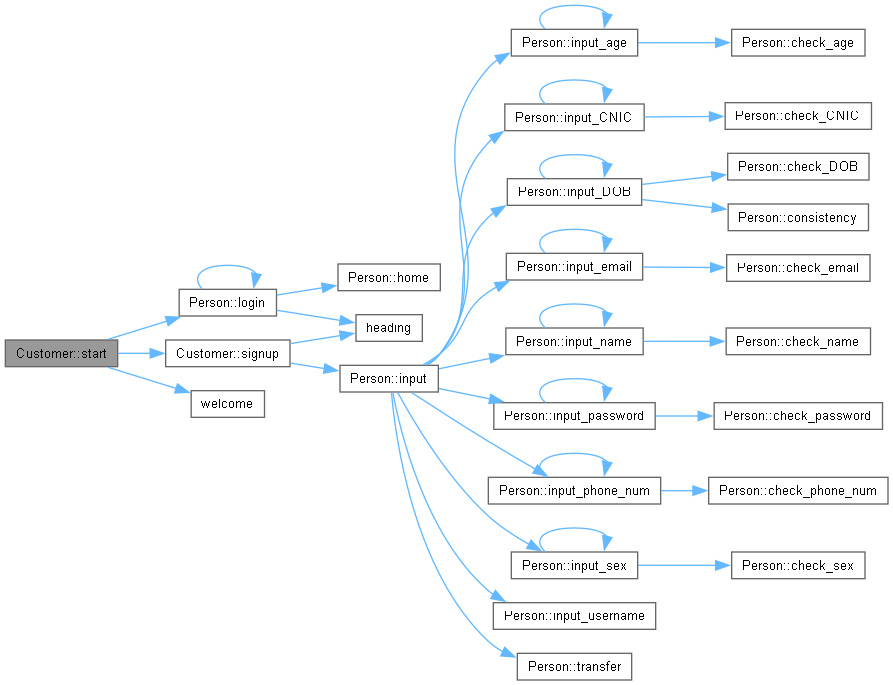 Customer::start
Person::login
Customer::signup
welcome
Person::home
heading
Person::input
Person::input_age
Person::input_CNIC
Person::input_DOB
Person::input_email
Person::input_name
Person::input_password
Person::input_phone_num
Person::input_sex
Person::input_username
Person::transfer
Person::check_age
Person::check_CNIC
Person::check_DOB
Person::consistency
Person::check_email
Person::check_name
Person::check_password
Person::check_phone_num
Person::check_sex